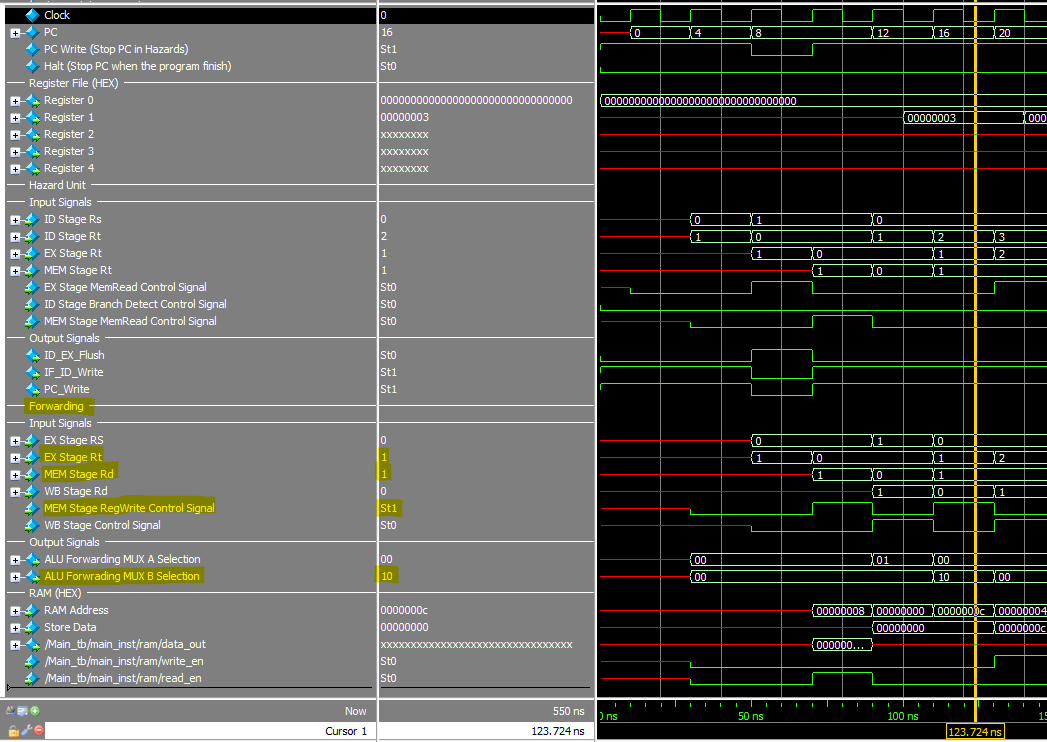 Clock 0
PC 16 0 4 8 12 16 20
PC Write (Stop PC in Hazards) St1
Halt (Stop PC when the program finish) St0
Register File (HEX)
Register 0 00000000000000000000000000000000 00000000000000000000000000000000
Register 1 00000003 00000003 000
Register 2 xxxxxxxx
Register 3 xxxxxxxx
Register 4 xxxxxxxx
Hazard Unit
Input Signals
ID Stage Rs 0 0 1 0
ID Stage Rt 2 1 0 1 2 3
EX Stage Rt 1 1 0 1 2
MEM Stage Rt 1 1 0 1
EX Stage MemRead Control Signal St0
ID Stage Branch Detect Control Signal St0
MEM Stage MemRead Control Signal St0
Output Signals
ID_EX_Flush St0
IF_ID_Write St1
PC_Write St1
Forwarding
Input Signals
EX Stage RS 0 0 1 0
EX Stage Rt 1 1 0 1 2
MEM Stage Rd 1 1 0 1
WB Stage Rd 0 1 0 1
MEM Stage RegWrite Control Signal St1
WB Stage Control Signal St0
Output Signals
ALU Forwarding MUX A Selection 00 00 01 00
ALU Forwrading MUX B Selection 10 00 10 00
RAM (HEX)
RAM Address 0000000c 00000008 00000000 0000000c 00000004
Store Data 00000000 00000000 0000000c
/Main_tb/main_inst/ram/data_out xxxxxxxxxxxxxxxxxxxxxxxxxxxxxxxx 000000...
/Main_tb/main_inst/ram/write_en St0
/Main_tb/main_inst/ram/read_en St0
Now 550 ns 0 ns 50 ns 100 ns 15
Cursor 1 123.724 ns 123.724 ns